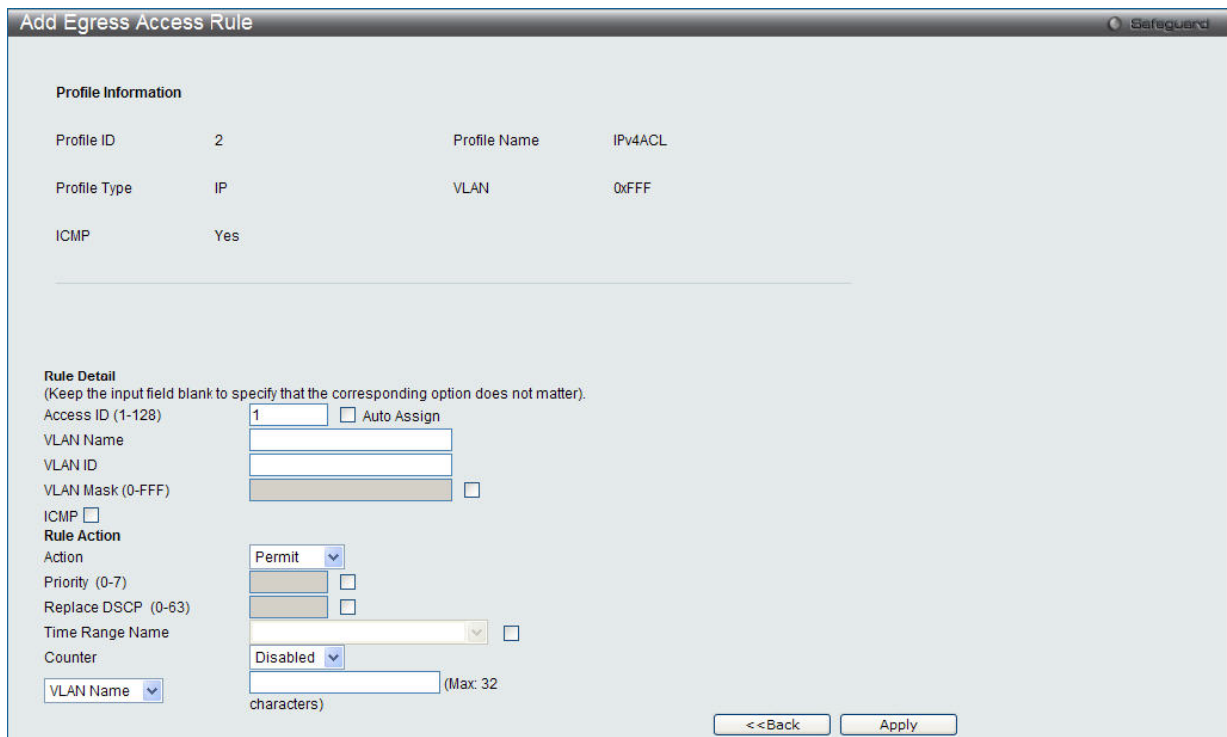 Add Egress Access Rule
Safeguard
Profile Information
Profile ID 2 Profile Name IPv4ACL
Profile Type IP VLAN 0xFFF
ICMP Yes
Rule Detail
(Keep the input field blank to specify that the corresponding option does not matter).
Access ID (1-128) 1 Auto Assign
VLAN Name
VLAN ID
VLAN Mask (0-FFF)
ICMP
Rule Action
Action Permit
Priority (0-7)
Replace DSCP (0-63)
Time Range Name
Counter Disabled
VLAN Name (Max: 32
characters)
<<Back Apply